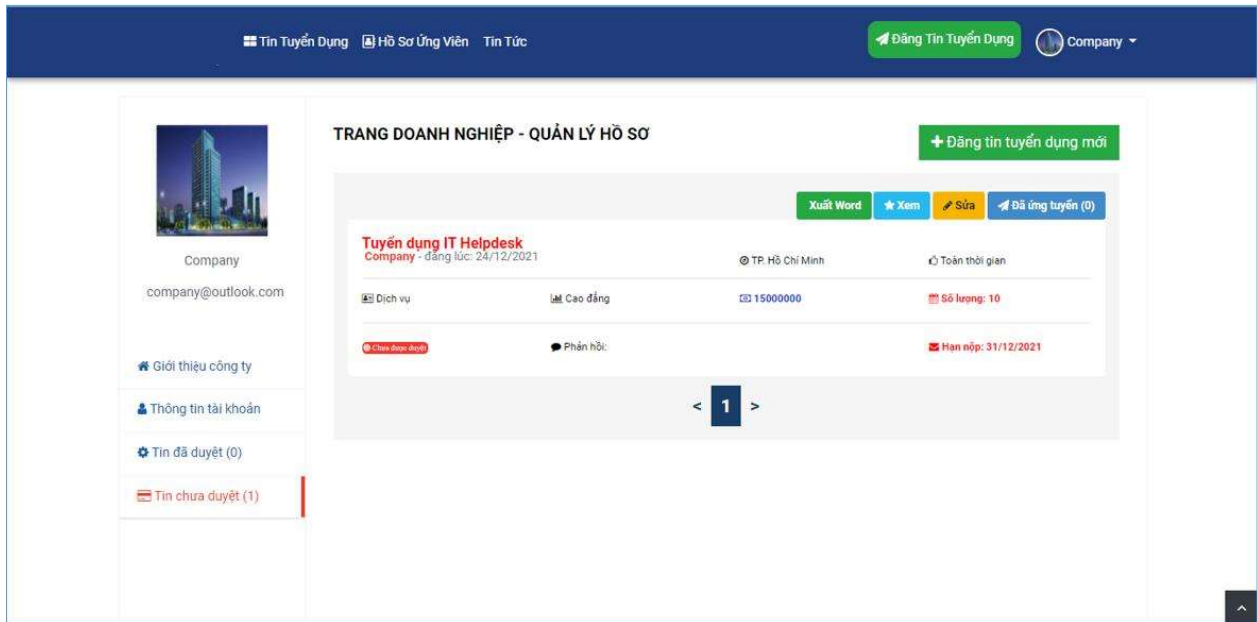 Tin Tuyển Dụng Hồ Sơ Ứng Viên Tin Tức
Đăng Tin Tuyển Dụng
Company
Company
company@outlook.com
Giới thiệu công ty
Thông tin tài khoản
Tin đã duyệt (0)
Tin chưa duyệt (1)
TRANG DOANH NGHIỆP - QUẢN LÝ HỒ SƠ
+ Đăng tin tuyển dụng mới
Xuất Word Xem Sửa Đã ứng tuyển (0)
Tuyển dụng IT Helpdesk
Company - đăng lúc: 24/12/2021
TP. Hồ Chí Minh Toàn thời gian
Dịch vụ Cao đẳng 15000000 Số lượng: 10
Chưa được duyệt Phản hồi: Hạn nộp: 31/12/2021
< 1 >